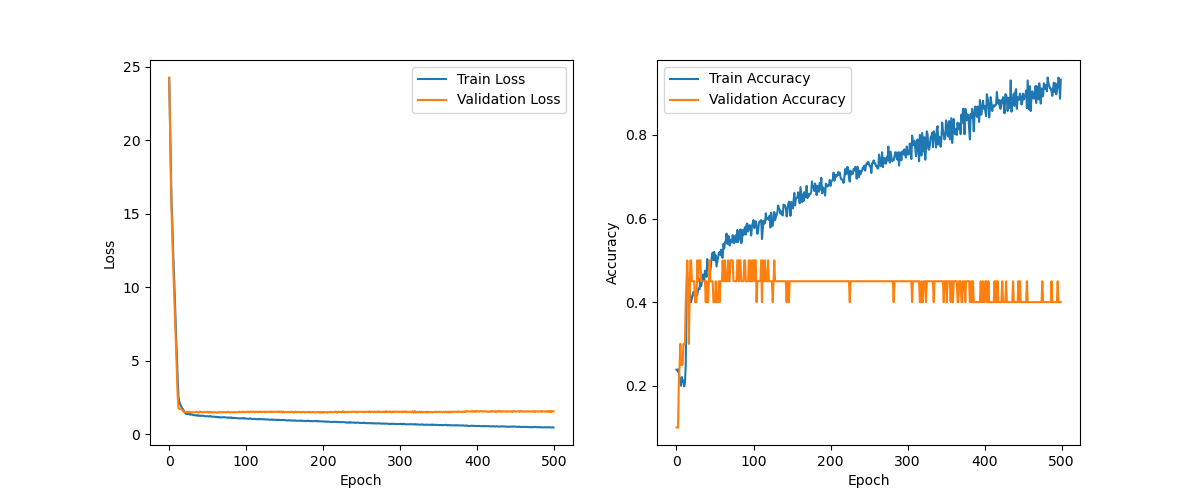 25
20
15
10
5
0
Loss
0 100 200 300 400 500
Epoch
Train Loss
Validation Loss
0.8
0.6
0.4
0.2
Accuracy
0 100 200 300 400 500
Epoch
Train Accuracy
Validation Accuracy